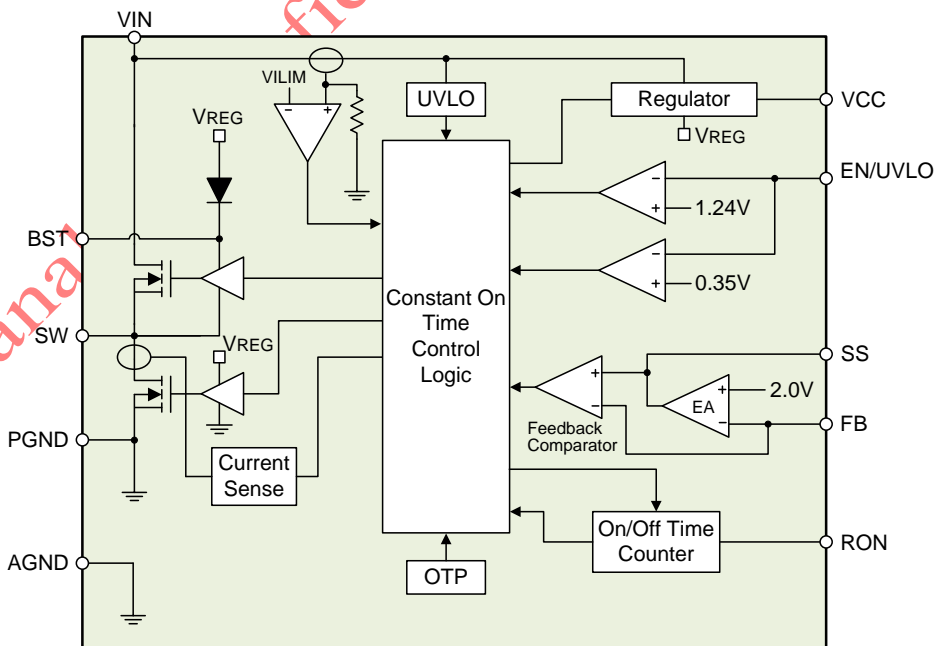 VIN
VILIM
UVLO
Regulator
VCC
VREG
VREG
EN/UVLO
1.24V
BST
0.35V
Constant On
Time
Control
Logic
SW
VREG
SS
2.0V
EA
FB
Feedback
Comparator
PGND
Current
Sense
On/Off Time
Counter
RON
AGND
OTP